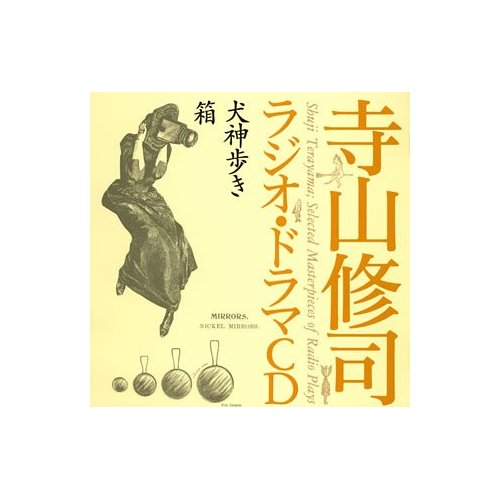 寺山修司
Shuji Terayama; Selected Masterpieces of Radio Plays
ラジオ・ドラマCD
犬神歩き
箱
MIRRORS.
NICKEL MIRRORS.